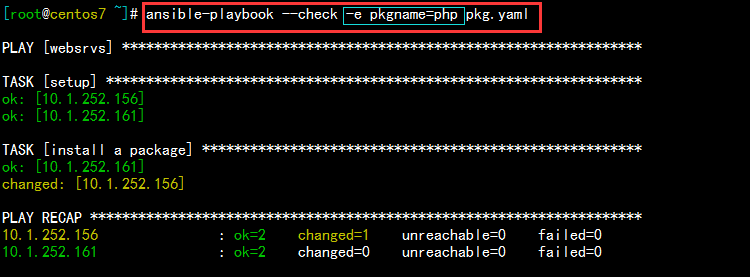 [root@centos7 ~]# ansible-playbook --check -e pkgname=php pkg.yaml
PLAY [websrvs] *****************************************************************
TASK [setup] *******************************************************************
ok: [10.1.252.156]
ok: [10.1.252.161]
TASK [install a package] *******************************************************
ok: [10.1.252.161]
changed: [10.1.252.156]
PLAY RECAP *********************************************************************
10.1.252.156               : ok=2    changed=1    unreachable=0    failed=0
10.1.252.161               : ok=2    changed=0    unreachable=0    failed=0